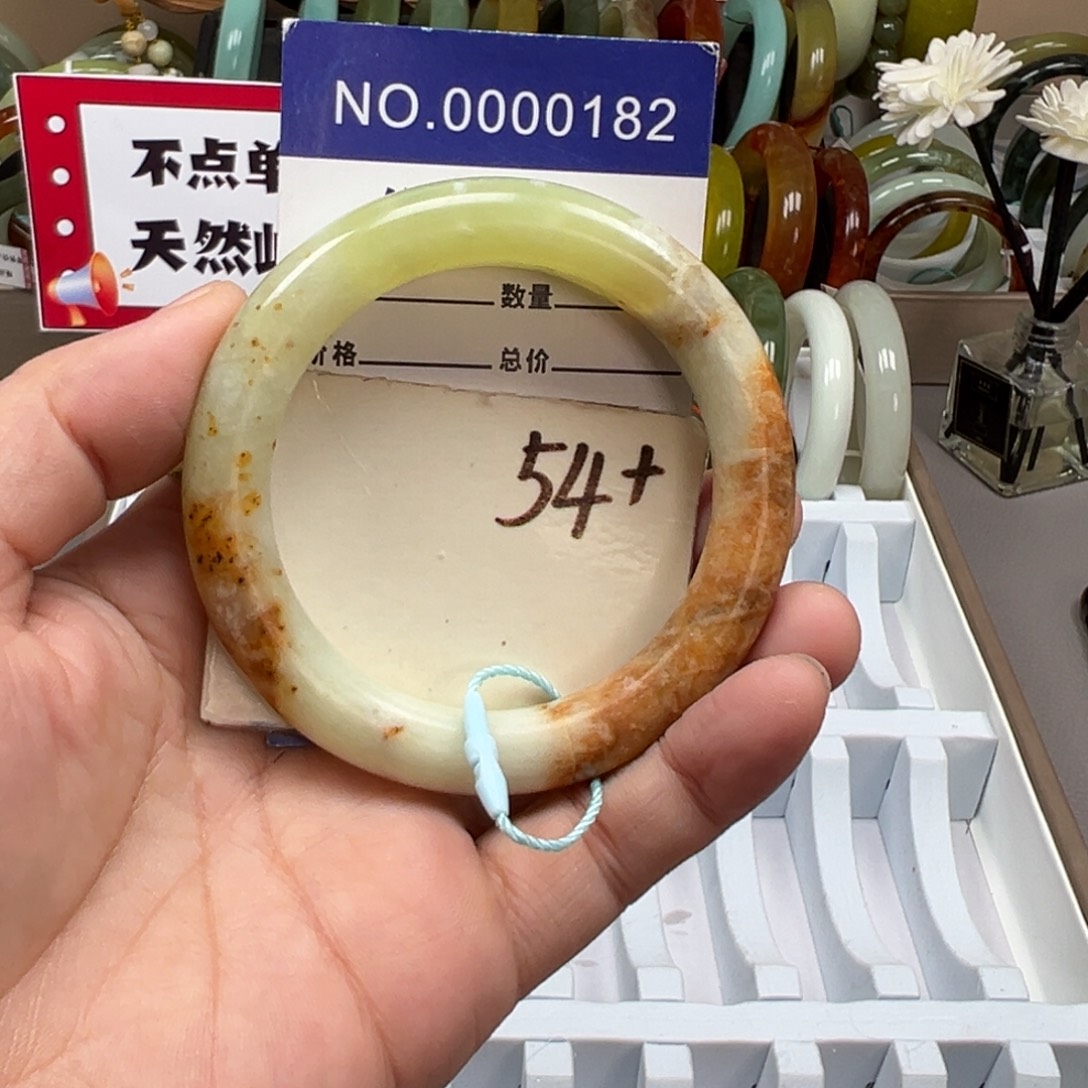 NO.0000182
不点单
天然
数量
价格 总价
54+